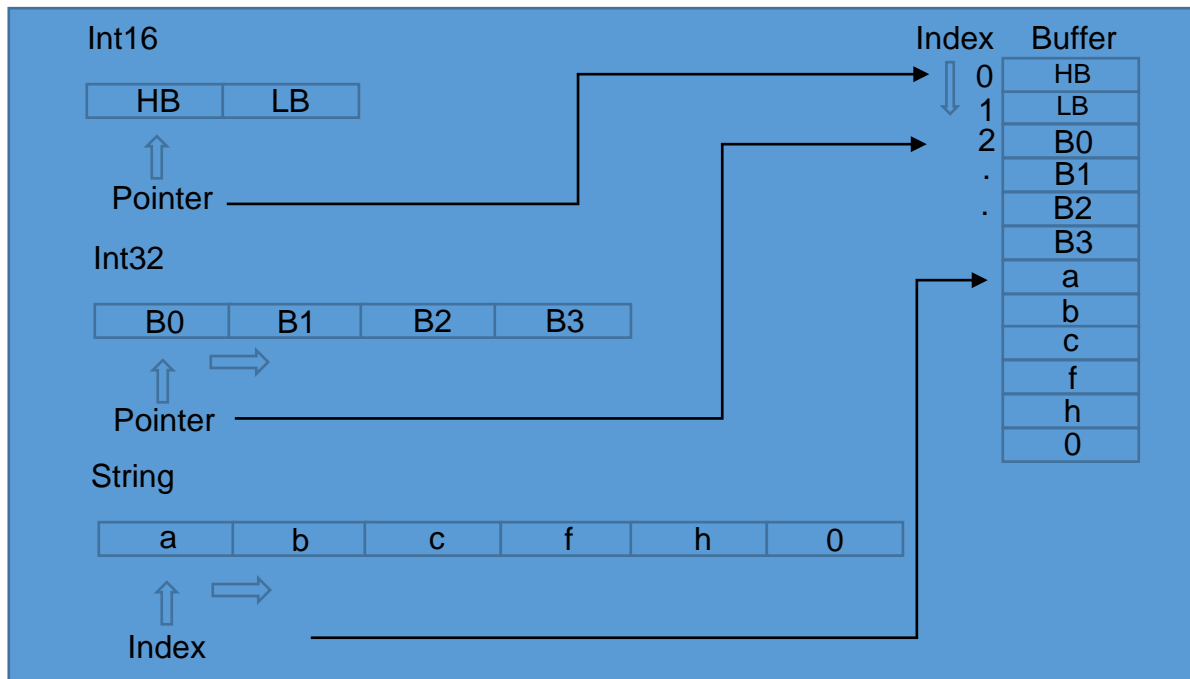 Int16
HB LB
Pointer
Int32
B0 B1 B2 B3
Pointer
String
a b c f h 0
Index
Index Buffer
0 HB
1 LB
2 B0
. B1
. B2
B3
a
b
c
f
h
0